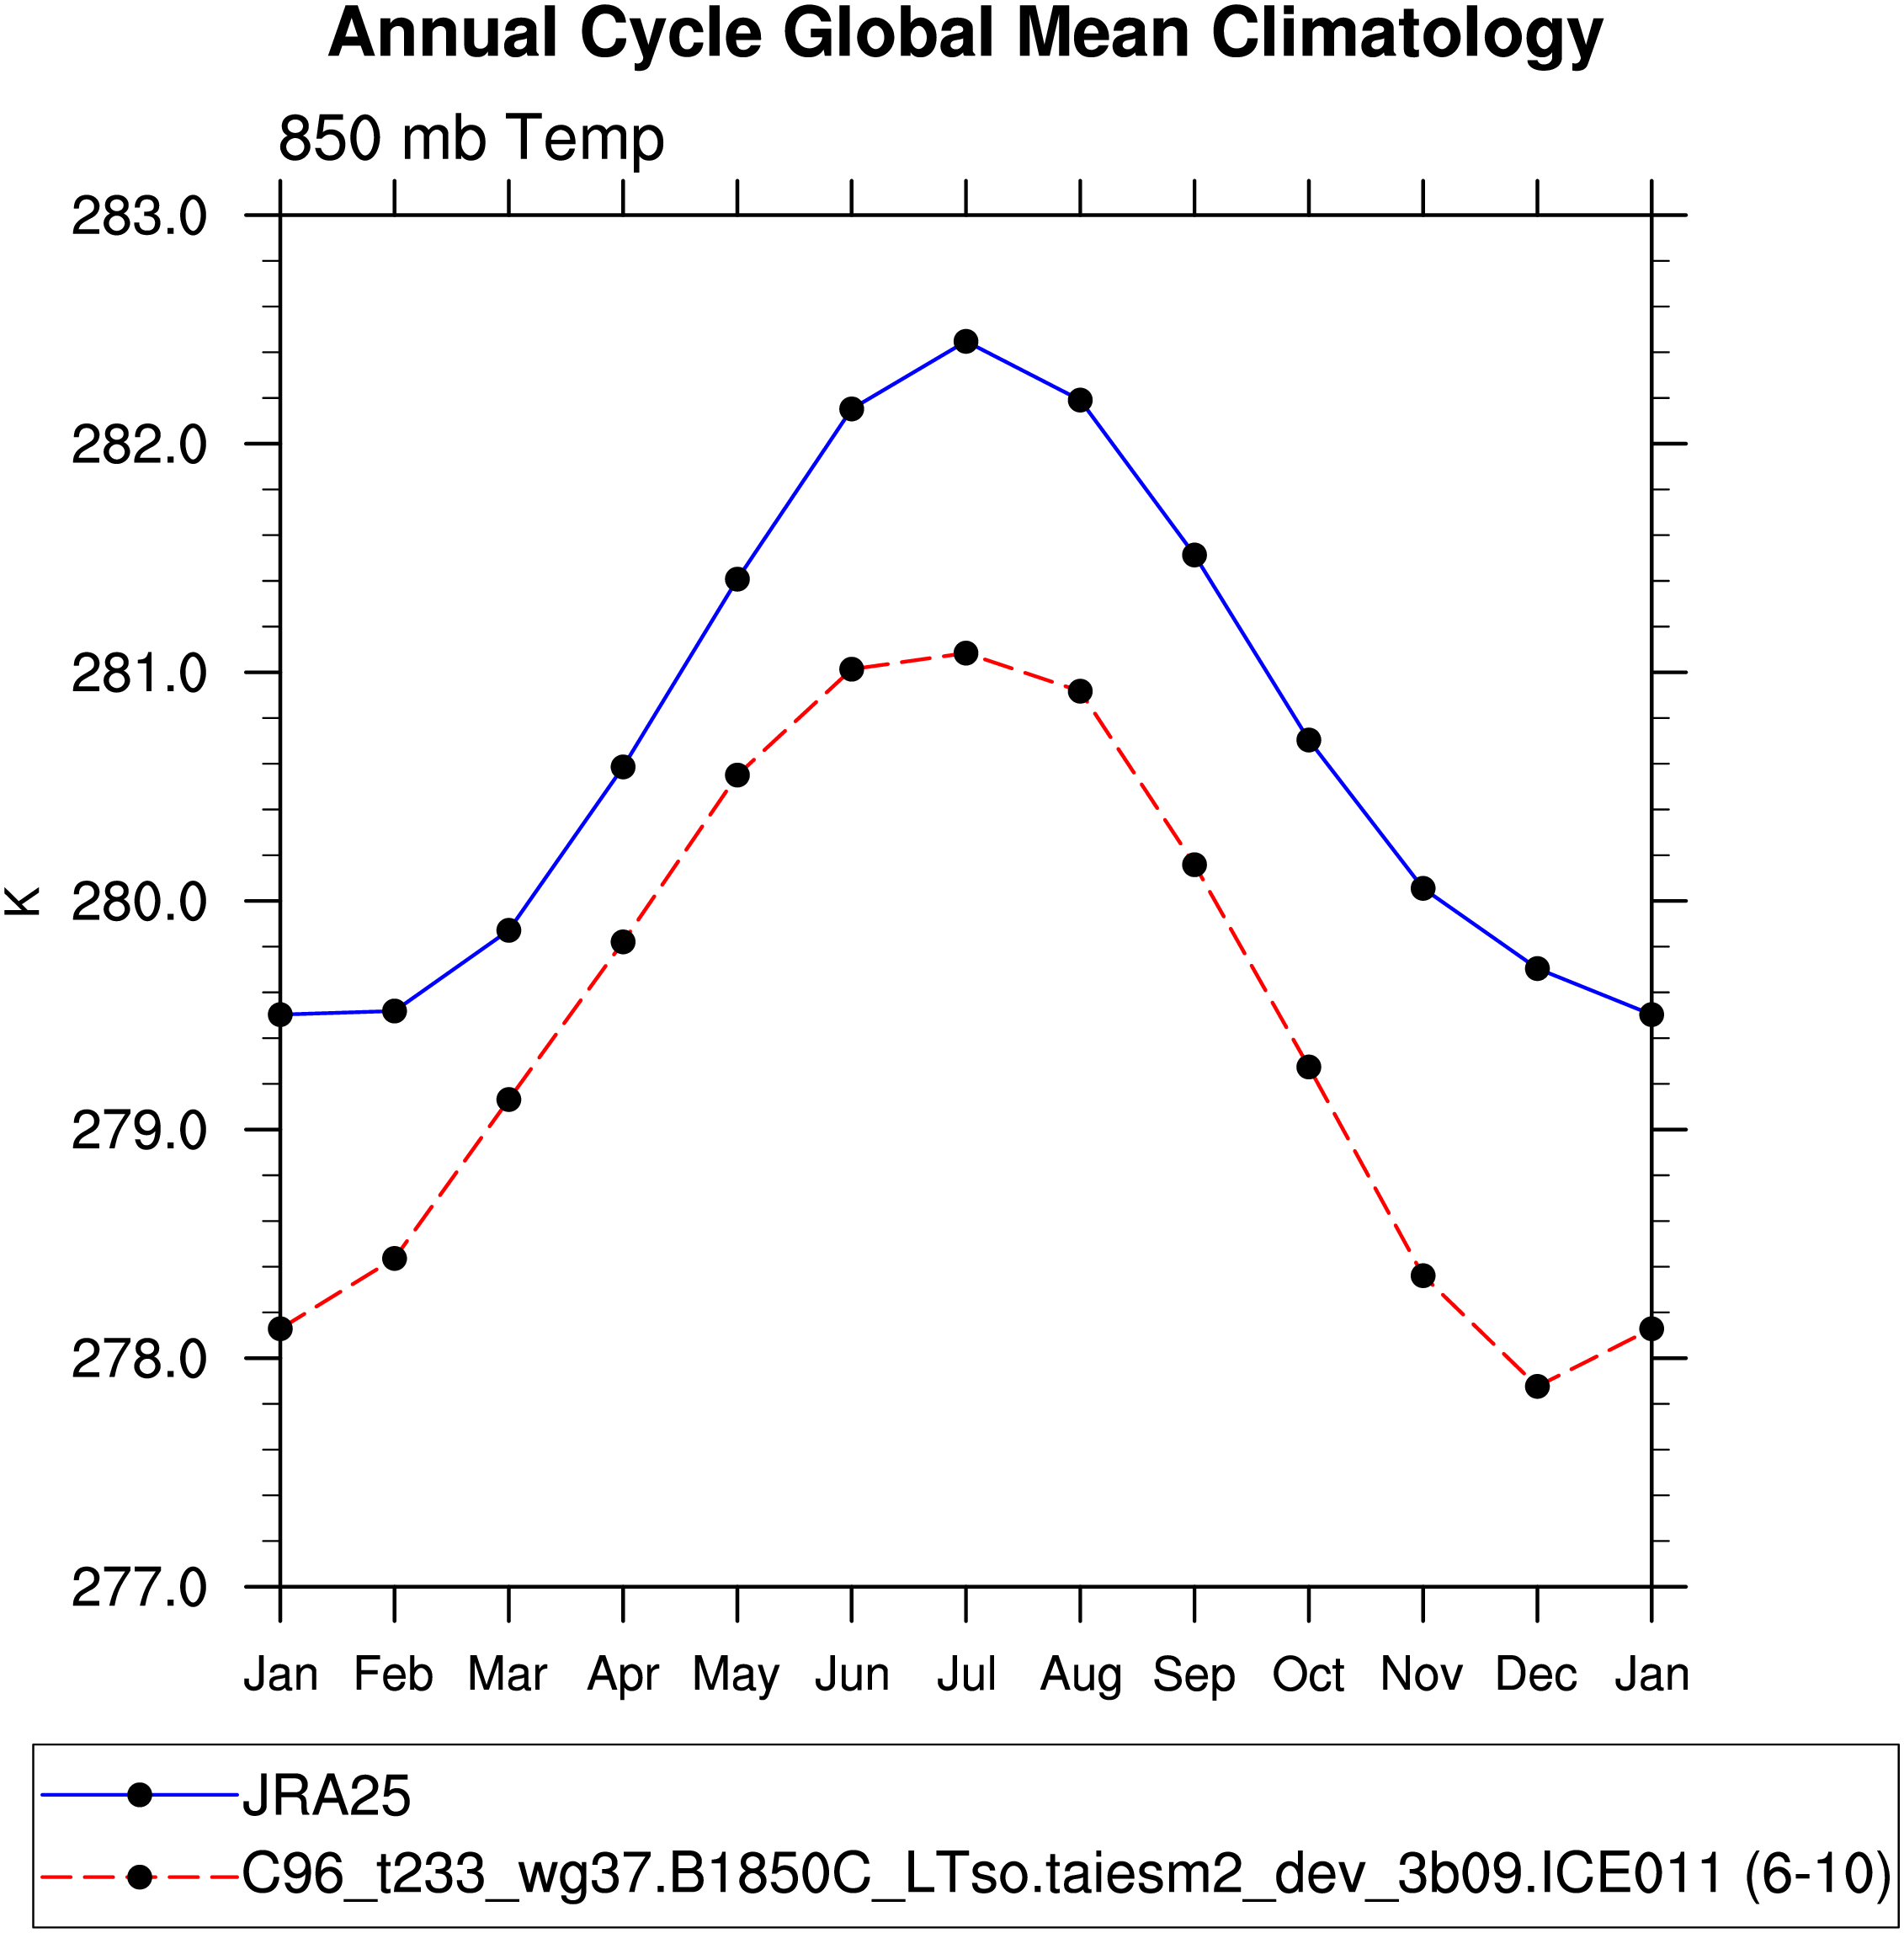 Annual Cycle Global Mean Climatology
850 mb Temp
283.0
282.0
281.0
280.0
279.0
278.0
277.0
K
Jan Feb Mar Apr May Jun Jul Aug Sep Oct Nov Dec Jan
JRA25
C96_t233_wg37.B1850C_LTso.taiesm2_dev_3b09.ICE011 (6-10)